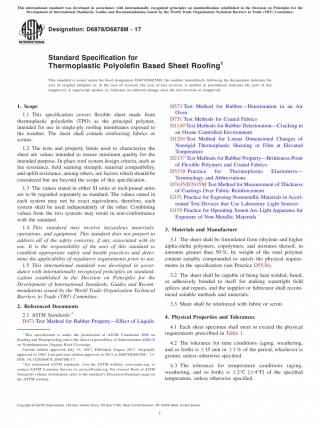 This international standard was developed in accordance with internationally recognized principles on standardization established in the Decision on Principles for the
Development of International Standards, Guides and Recommendations issued by the World Trade Organization Technical Barriers to Trade (TBT) Committee.
Designation: D6878/D6878M − 17
Standard Specification for
Thermoplastic Polyolefin Based Sheet Roofing1
This standard is issued under the fixed designation D6878/D6878M; the number immediately following the designation indicates the
year of original adoption or, in the case of revision, the year of last revision. A number in parentheses indicates the year of last
reapproval. A superscript epsilon (ε) indicates an editorial change since the last revision or reapproval.
1. Scope
1.1 This specification covers flexible sheet made from
thermoplastic polyolefin (TPO) as the principal polymer,
intended for use in single-ply roofing membranes exposed to
the weather. The sheet shall contain reinforcing fabrics or
scrims.
1.2 The tests and property limits used to characterize the
sheet are values intended to ensure minimum quality for the
intended purpose. In-place roof system design criteria, such as
fire resistance, field seaming strength, material compatibility,
and uplift resistance, among others, are factors which should be
considered but are beyond the scope of this specification.
1.3 The values stated in either SI units or inch-pound units
are to be regarded separately as standard. The values stated in
each system may not be exact equivalents; therefore, each
system shall be used independently of the other. Combining
values from the two systems may result in non-conformance
with the standard.
1.4 This standard may involve hazardous materials,
operations, and equipment. This standard does not purport to
address all of the safety concerns, if any, associated with its
use. It is the responsibility of the user of this standard to
establish appropriate safety and health practices and deter-
mine the applicability of regulatory requirements prior to use.
1.5 This international standard was developed in accor-
dance with internationally recognized principles on standard-
ization established in the Decision on Principles for the
Development of International Standards, Guides and Recom-
mendations issued by the World Trade Organization Technical
Barriers to Trade (TBT) Committee.
2. Referenced Documents
2.1 ASTM Standards:2
D471 Test Method for Rubber Property—Effect of Liquids
1 This specification is under the jurisdiction of ASTM Committee D08 on
Roofing and Waterproofing and is the direct responsibility of Subcommittee D08.18
on Nonbituminous Organic Roof Coverings.
Current edition approved July 15, 2017. Published August 2017. Originally
approved in 2003. Last previous edition approved in 2013 as D6878/D6878M – 13.
DOI: 10.1520/D6878_D6878M-17.
2 For referenced ASTM standards, visit the ASTM website, www.astm.org, or
contact ASTM Customer Service at service@astm.org. For Annual Book of ASTM
Standards volume information, refer to the standard's Document Summary page on
the ASTM website.
D573 Test Method for Rubber—Deterioration in an Air
Oven
D751 Test Methods for Coated Fabrics
D1149 Test Methods for Rubber Deterioration—Cracking in
an Ozone Controlled Environment
D1204 Test Method for Linear Dimensional Changes of
Nonrigid Thermoplastic Sheeting or Film at Elevated
Temperature
D2137 Test Methods for Rubber Property—Brittleness Point
of Flexible Polymers and Coated Fabrics
D5538 Practice for Thermoplastic Elastomers—
Terminology and Abbreviations
D7635/D7635M Test Method for Measurement of Thickness
of Coatings Over Fabric Reinforcement
G151 Practice for Exposing Nonmetallic Materials in Accel-
erated Test Devices that Use Laboratory Light Sources
G155 Practice for Operating Xenon Arc Light Apparatus for
Exposure of Non-Metallic Materials
3. Materials and Manufacture
3.1 The sheet shall be formulated from ethylene and higher
alpha-olefin polymers, copolymers, and mixtures thereof, in
amounts greater than 50 %, by weight of the total polymer
content suitably compounded to satisfy the physical require-
ments in the specification (see Practice D5538).
3.2 The sheet shall be capable of being heat welded, fused,
or adhesively bonded to itself for making watertight field
splices and repairs, and the supplier or fabricator shall recom-
mend suitable methods and materials.
3.3 Sheet shall be reinforced with fabric or scrim.
4. Physical Properties and Tolerances
4.1 Each sheet specimen shall meet or exceed the physical
requirements prescribed in Table 1.
4.2 The tolerance for time conditions (aging, weathering,
and so forth) is ±15 min or ±1 % of the period, whichever is
greater, unless otherwise specified.
4.3 The tolerance for temperature conditions (aging,
weathering, and so forth) is ±2°C [±4°F] of the specified
temperature, unless otherwise specified.
Copyright © ASTM International, 100 Barr Harbor Drive, PO Box C700, West Conshohocken, PA 19428-2959. United States
1